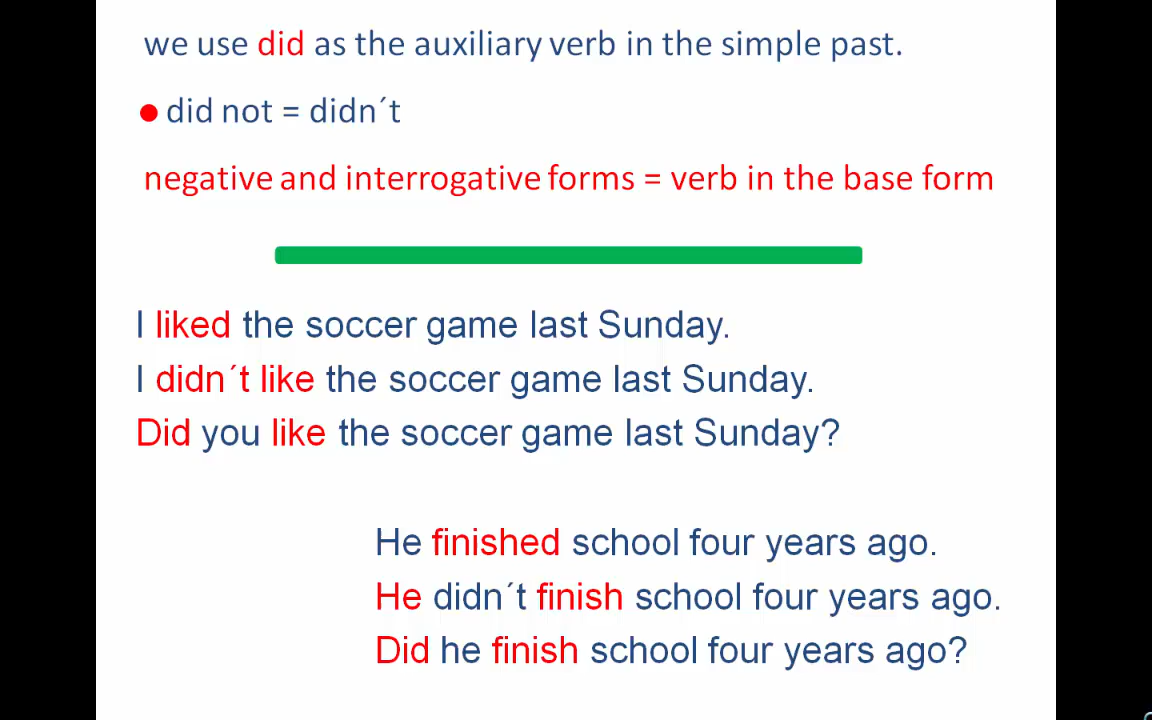 we use did as the auxiliary verb in the simple past.
did not = didn´t
negative and interrogative forms = verb in the base form
I liked the soccer game last Sunday.
I didn´t like the soccer game last Sunday.
Did you like the soccer game last Sunday?
He finished school four years ago.
He didn´t finish school four years ago.
Did he finish school four years ago?